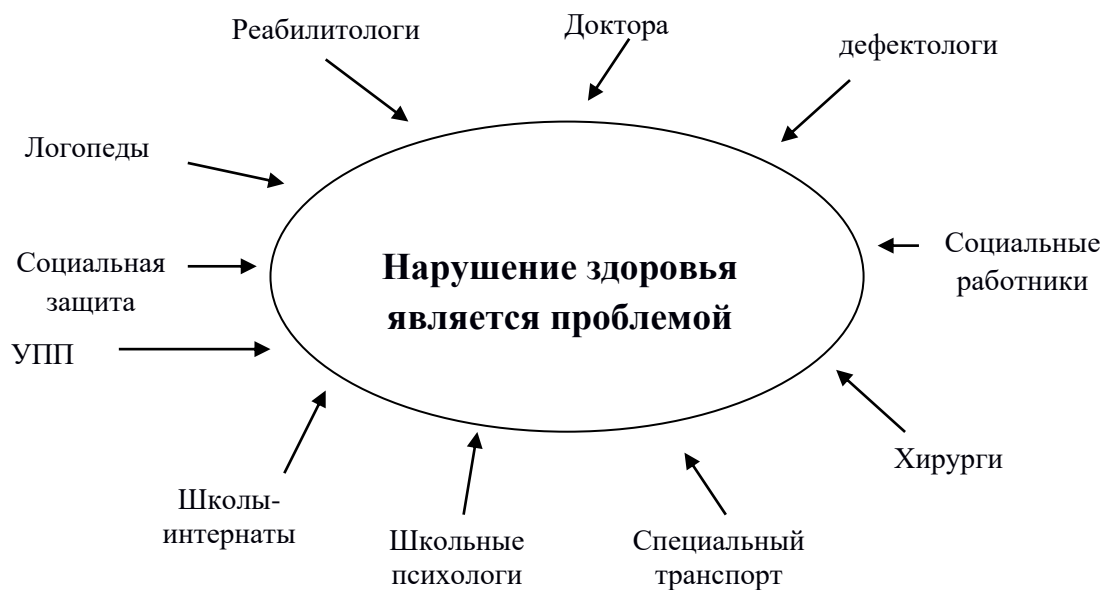 Реабилитологи
Доктора
дефектологи
Логопеды
Социальная
защита
Нарушение здоровья
является проблемой
Социальные
работники
УПП
Хирурги
Школы-
интернаты
Школьные
психологи
Специальный
транспорт